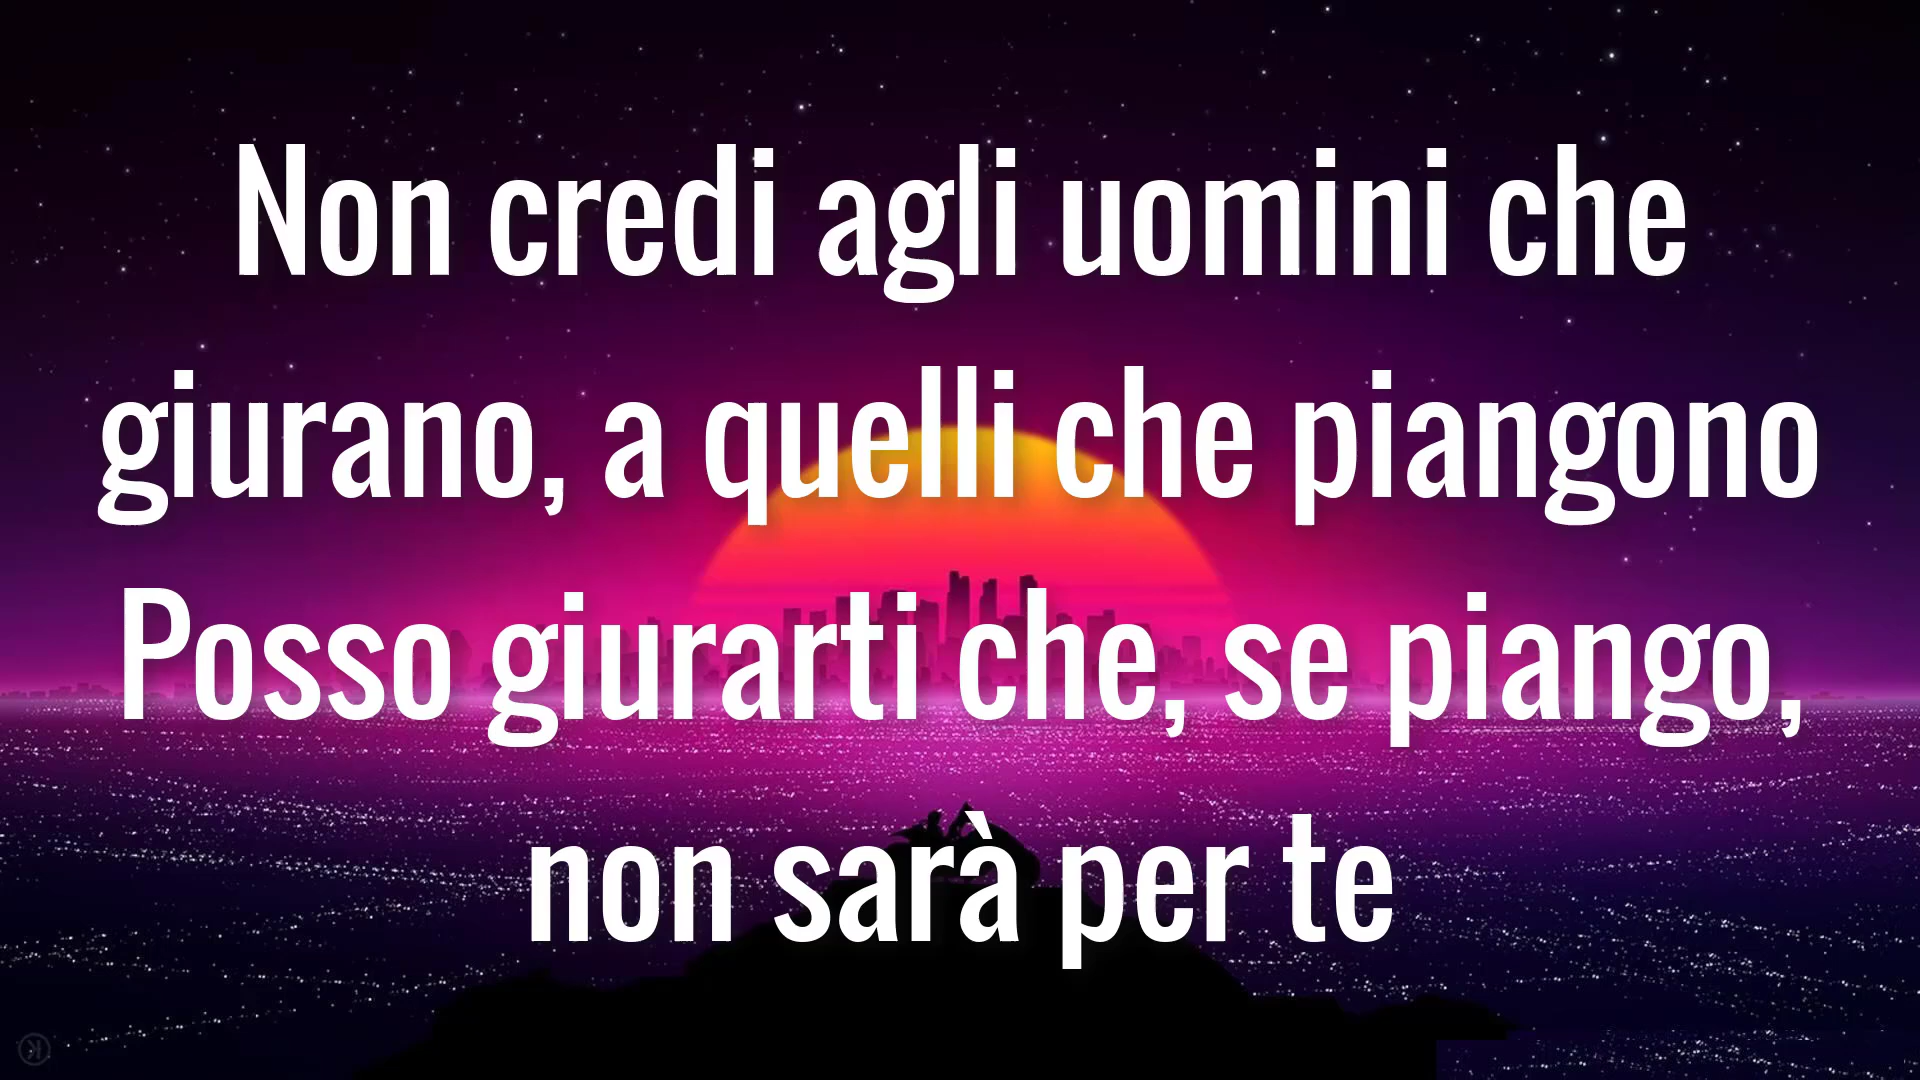 Non credi agli uomini che
giurano, a quelli che piangono
Posso giurarti che, se piango,
non sarà per te